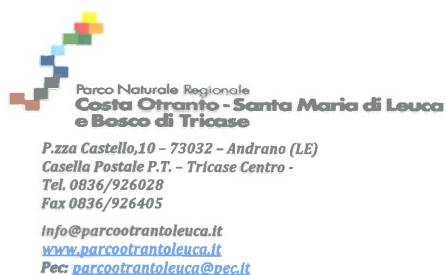 Parco Naturale Regionale
Costa Otranto - Santa Maria di Leuca
e Bosco di Tricase
P.zza Castello,10 – 73032 – Andrano (LE)
Casella Postale P.T. – Tricase Centro -
Tel. 0836/926028
Fax 0836/926405
info@parcootrantoleuca.it
www.parcootrantoleuca.it
Pec: parcootrantoleuca@pec.it